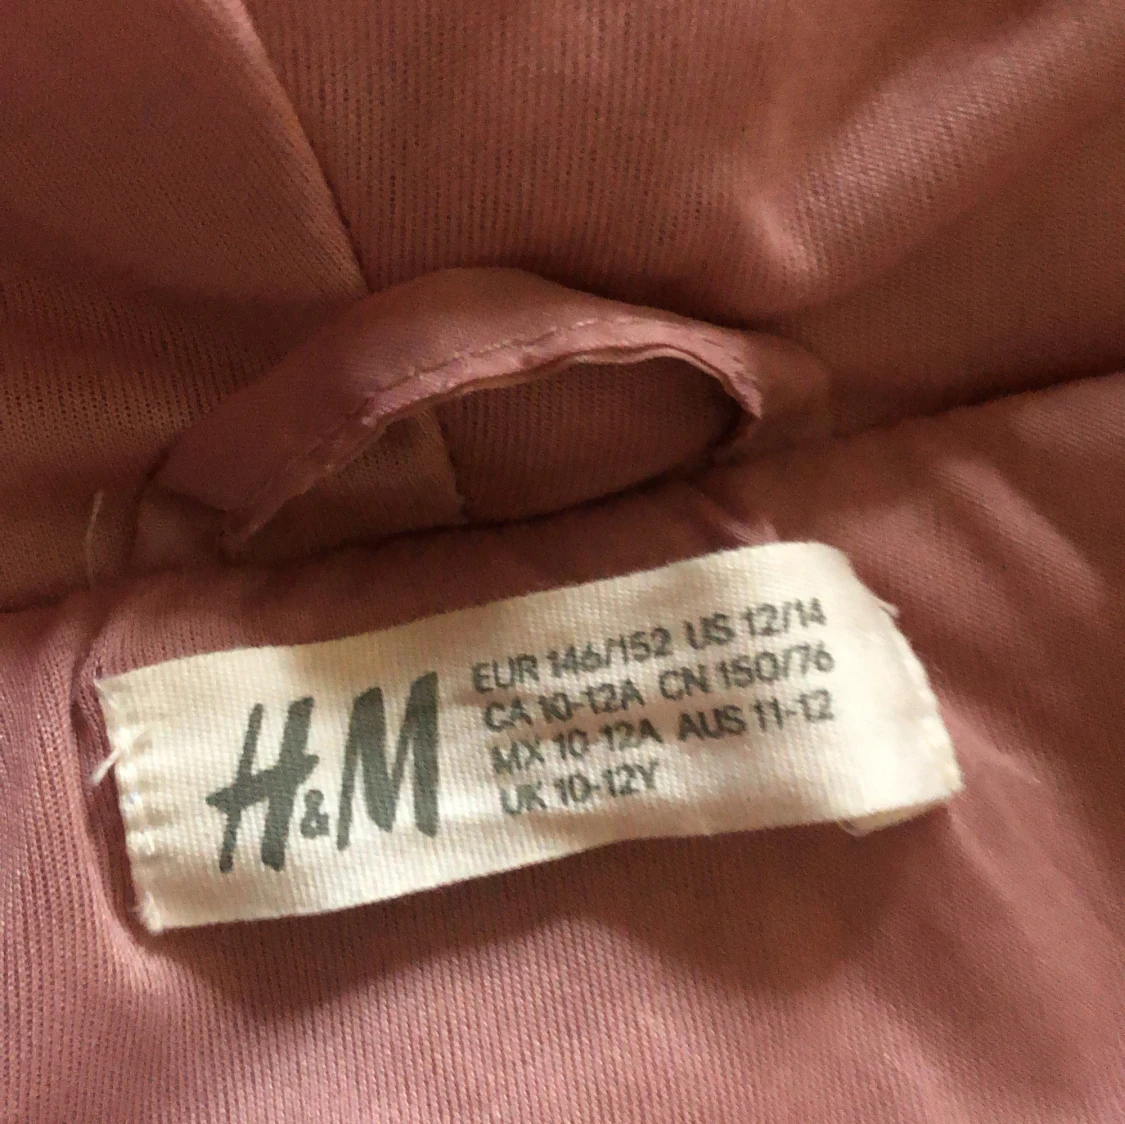 H&M
EUR 146/152 US 12/14
CA 10-12A CN 150/76
MX 10-12A AUS 11-12
UK 10-12Y